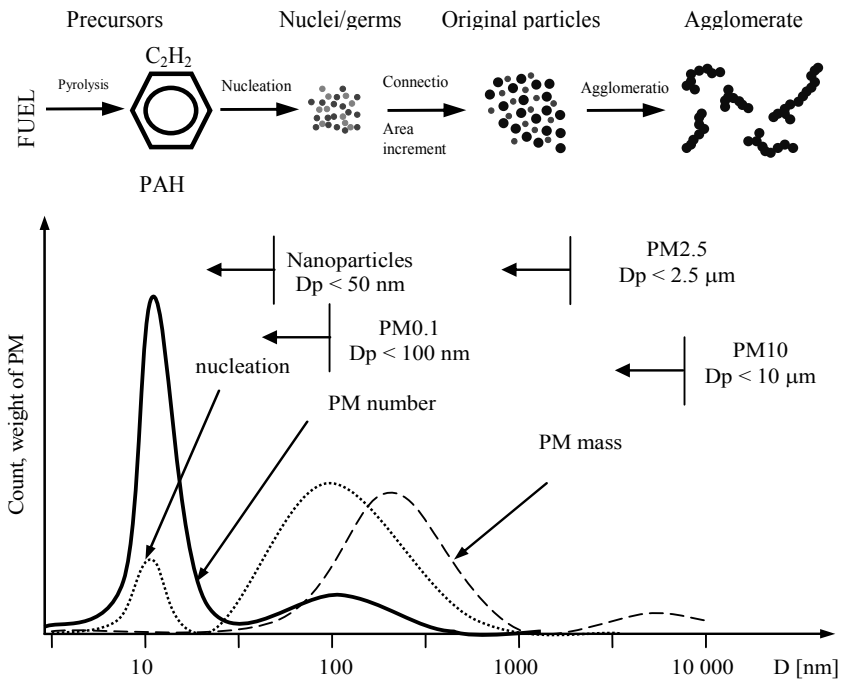 Precursors
Nuclei/germs
Original particles
Agglomerate
FUEL
Pyrolysis
C2H2
PAH
Nucleation
Connectio
Area
increment
Agglomeratio
Nanoparticles
Dp < 50 nm
PM2.5
Dp < 2.5 μm
PM0.1
Dp < 100 nm
PM10
Dp < 10 μm
nucleation
PM number
PM mass
Count, weight of PM
10
100
1000
10 000
D [nm]